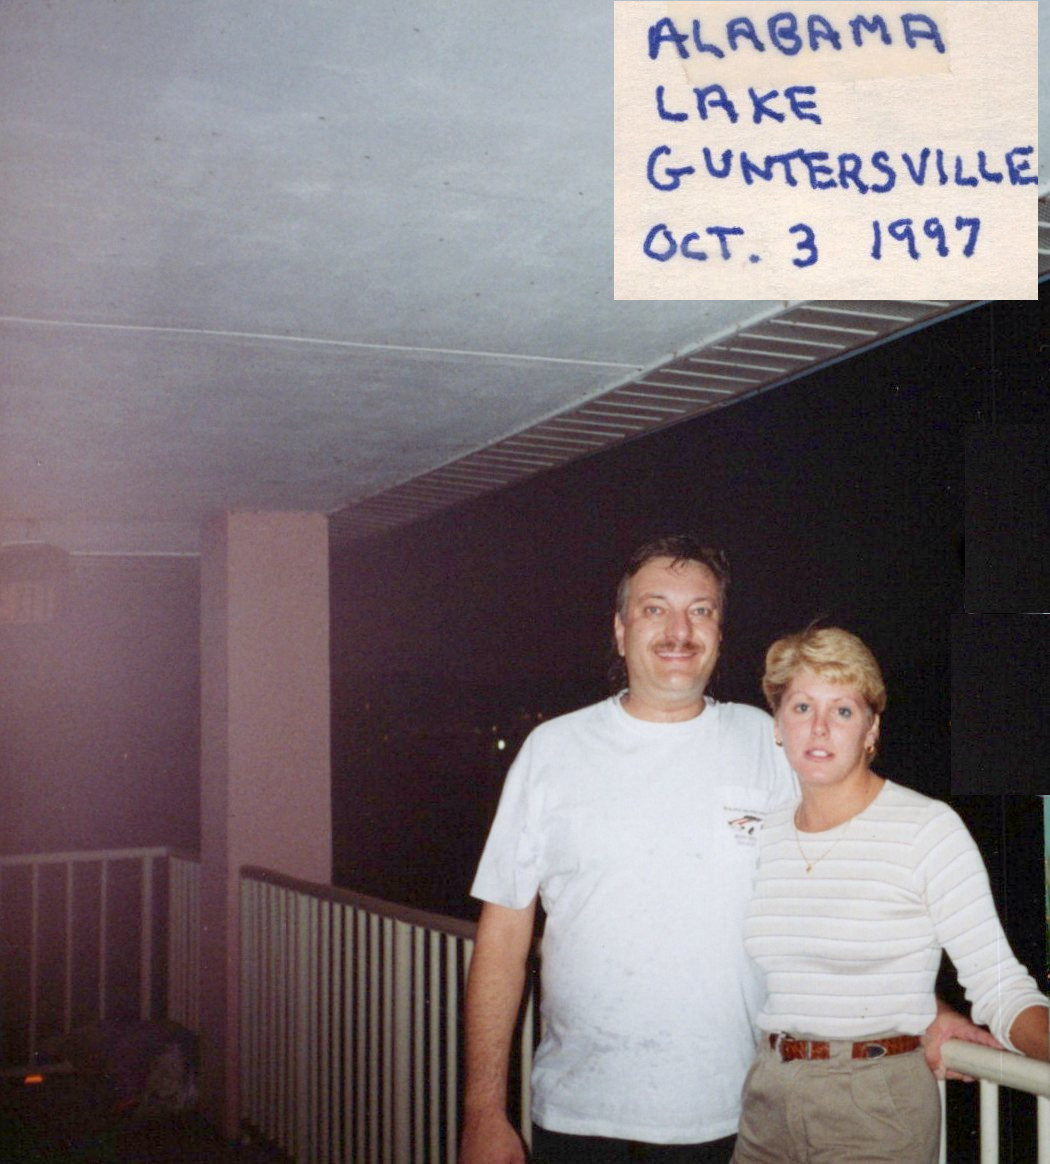 ALABAMA
LAKE
GUNTERSVILLE
OCT. 3 1997